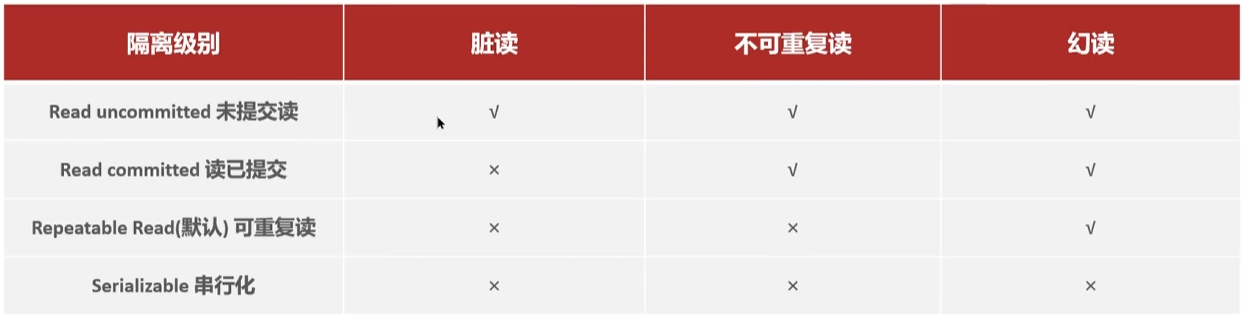 隔离级别 脏读 不可重复读 幻读
Read uncommitted 未提交读 √ √ √
Read committed 读已提交 × √ √
Repeatable Read(默认) 可重复读 × × √
Serializable 串行化 × × ×